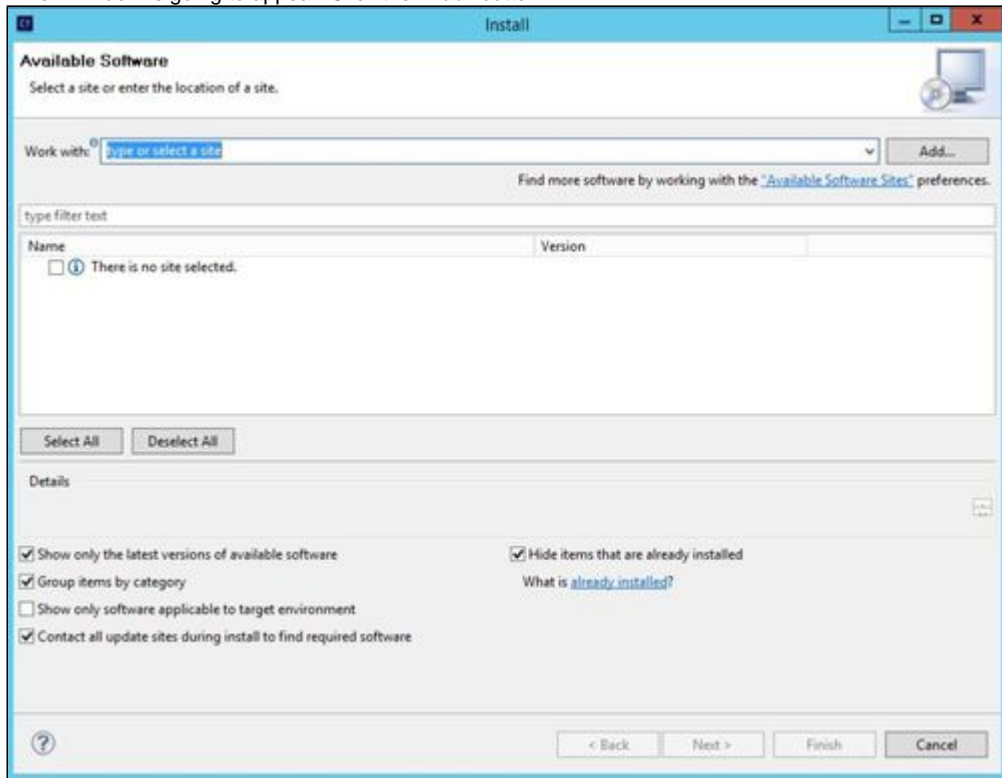 going to appear
Install
Available Software
Select a site or enter the location of a site.
Work with: type or select a site
Add...
Find more software by working with the "Available Software Sites" preferences.
type filter text
Name Version
There is no site selected.
Select All Deselect All
Details
Show only the latest versions of available software Hide items that are already installed
Group items by category What is already installed?
Show only software applicable to target environment
Contact all update sites during install to find required software
< Back Next > Finish Cancel